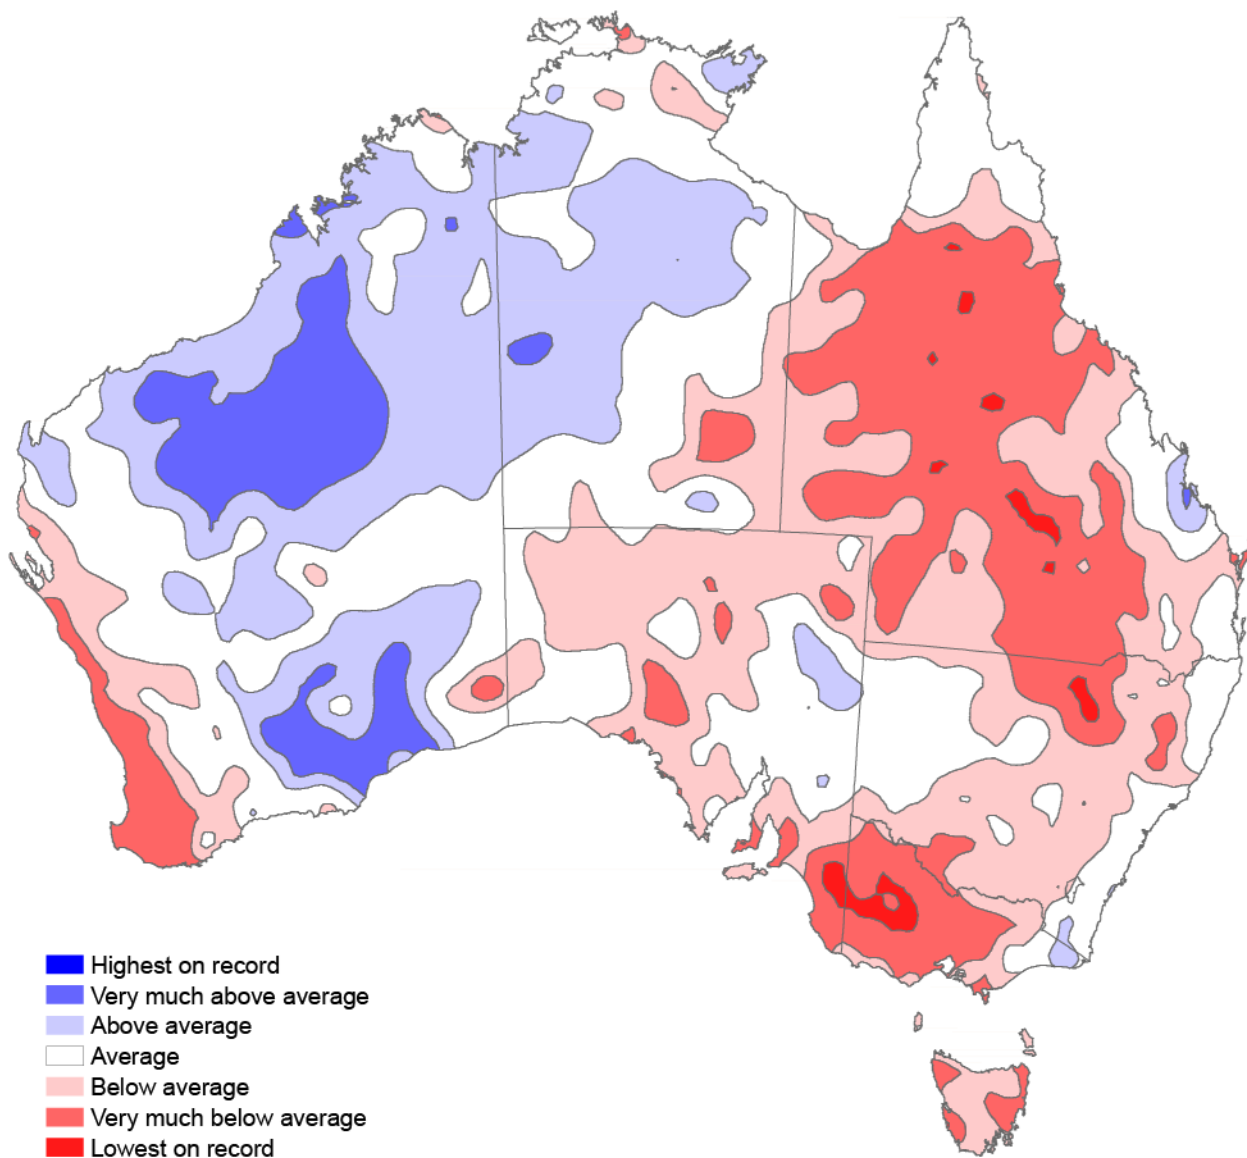 Highest on record
Very much above average
Above average
Average
Below average
Very much below average
Lowest on record